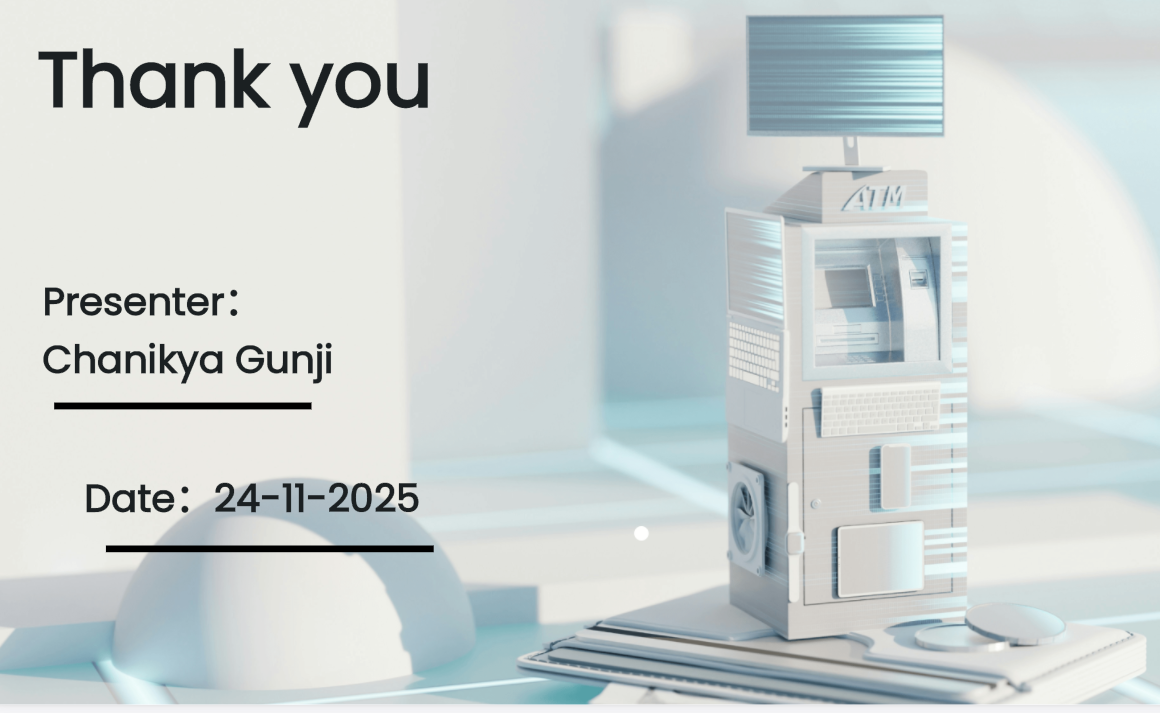 Thank you
ATM
Presenter：
Chanikya Gunji
Date：24-11-2025